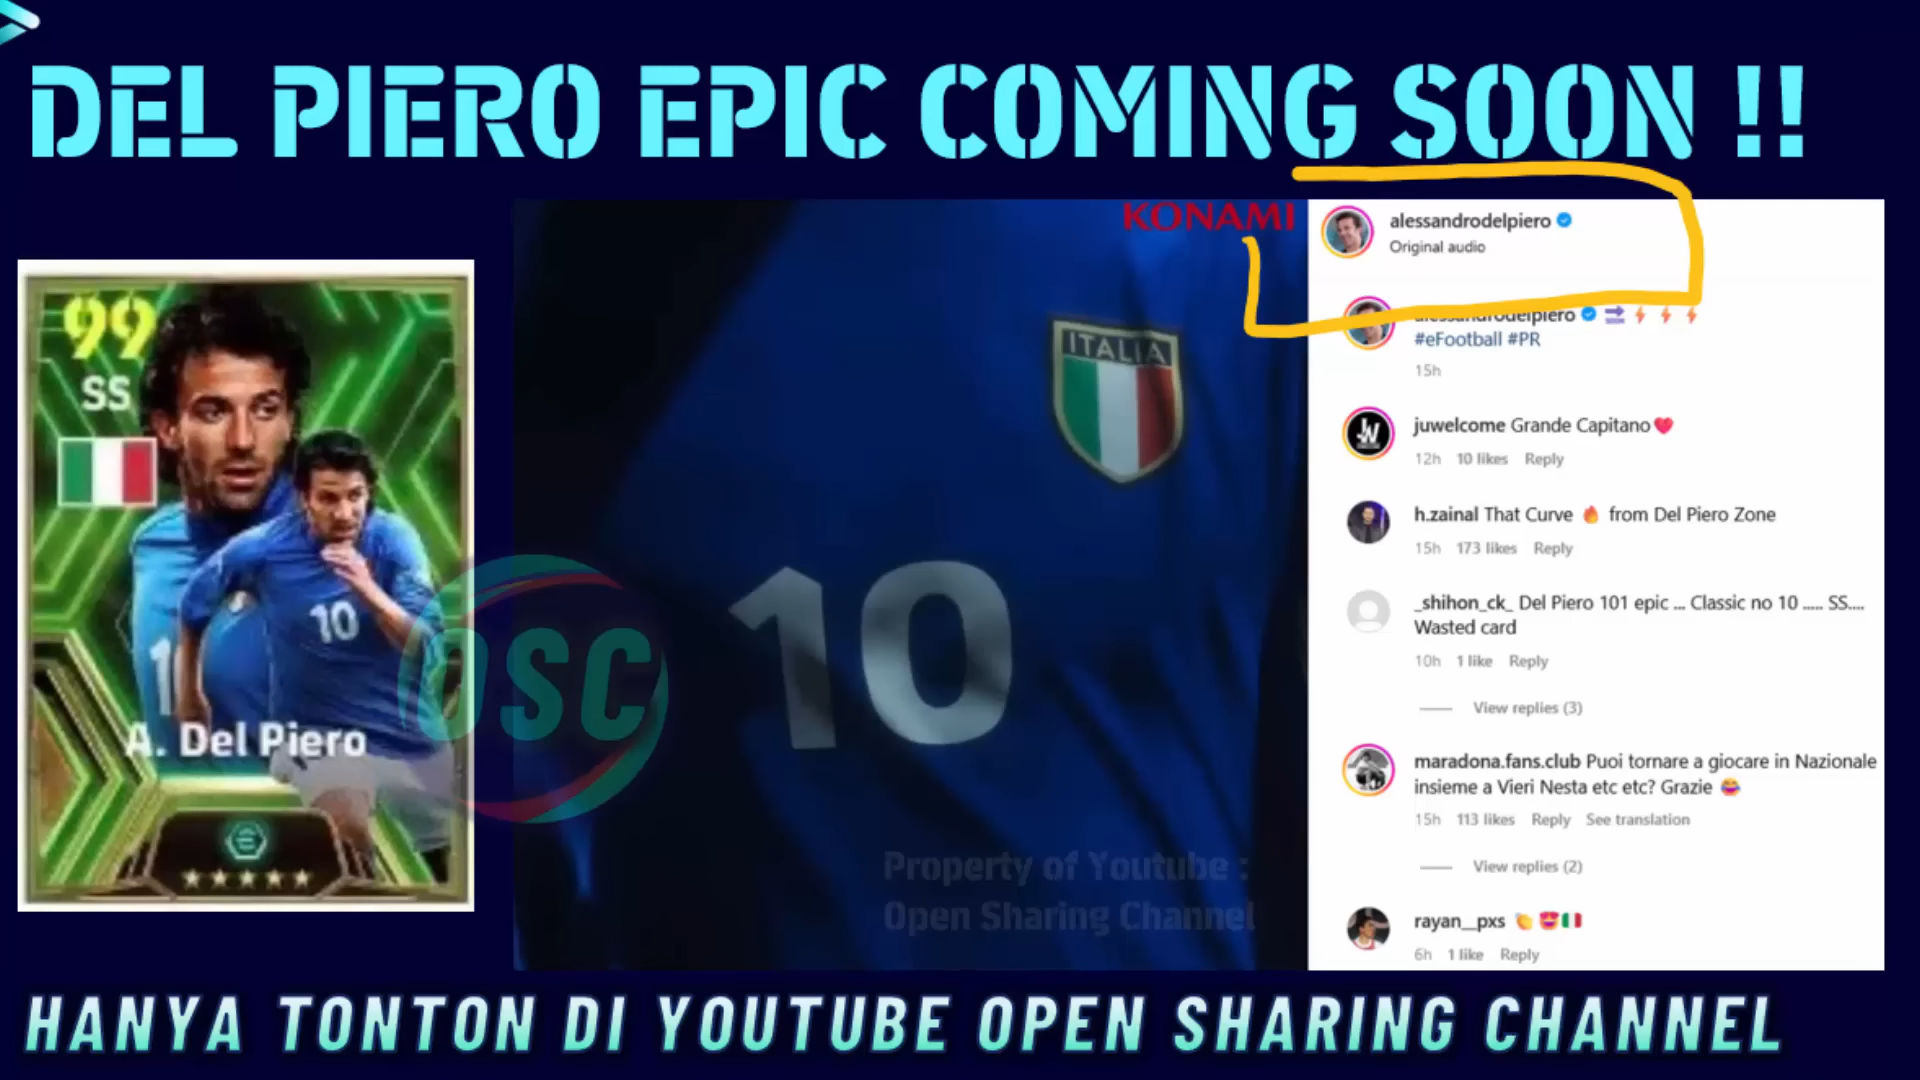 DEL PIERO EPIC COMING SOON !!
99
SS
10
A. Del Piero
OSC
KONAMI
ITALIA
10
Property of Youtube :
Open Sharing Channel
alessandrodelpiero
Original audio
alessandrodelpiero
#eFootball #PR
15h
juwelcome Grande Capitano❤️
12h 10 likes Reply
h.zainal That Curve 🔥 from Del Piero Zone
15h 173 likes Reply
_shihon_ck_ Del Piero 101 epic ... Classic no 10 ..... SS....
Wasted card
10h 1 like Reply
View replies (3)
maradona.fans.club Puoi tornare a giocare in Nazionale
insieme a Vieri Nesta etc etc? Grazie 😂
15h 113 likes Reply See translation
View replies (2)
rayan__pxs 👏😍🇮🇹
6h 1 like Reply
HANYA TONTON DI YOUTUBE OPEN SHARING CHANNEL